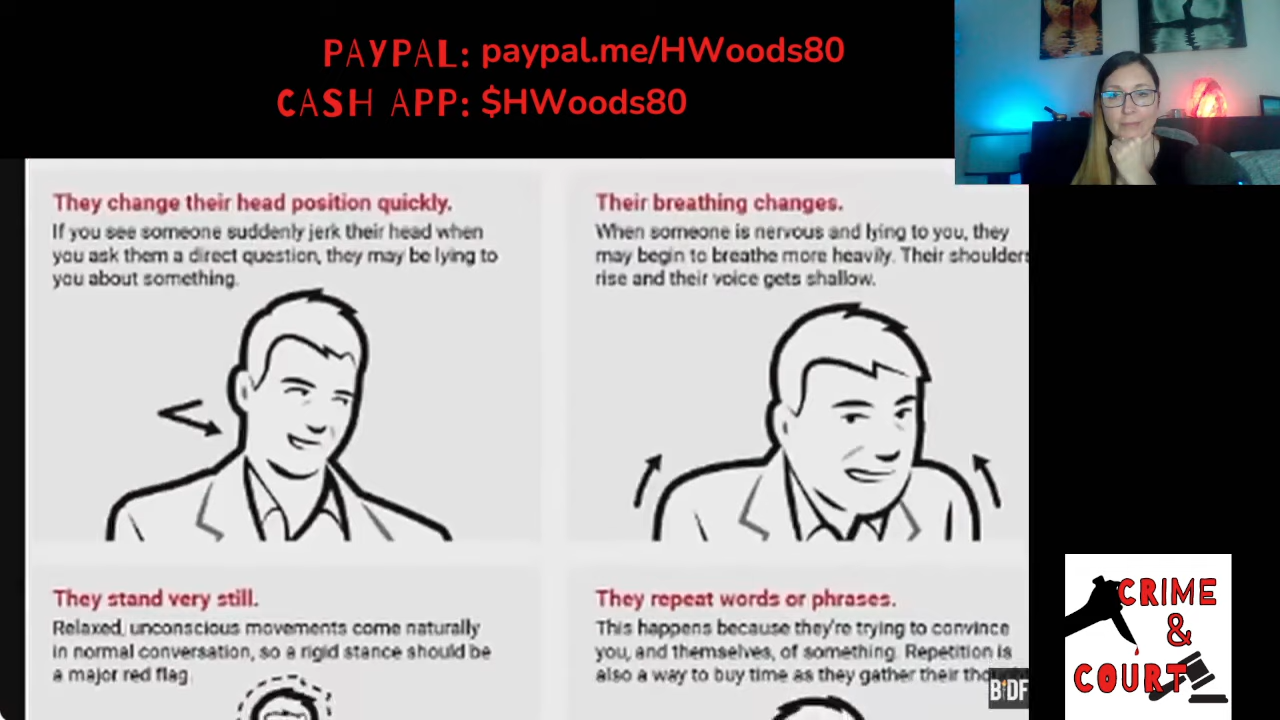 PAYPAL: paypal.me/HWoods80
CASH APP: $HWoods80
They change their head position quickly.
If you see someone suddenly jerk their head when
you ask them a direct question, they may be lying to
you about something.
Their breathing changes.
When someone is nervous and lying to you, they
may begin to breathe more heavily. Their shoulders
rise and their voice gets shallow.
They stand very still.
Relaxed, unconscious movements come naturally
in normal conversation, so a rigid stance should be
a major red flag.
They repeat words or phrases.
This happens because they're trying to convince
you, and themselves, of something. Repetition is
also a way to buy time as they gather their
BiDF
CRIME
&
COURT